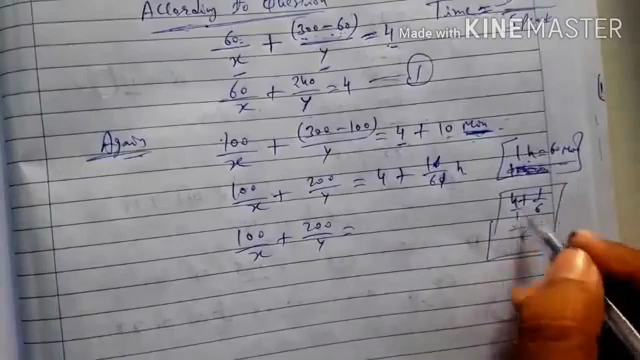 According to Question
Time =
Made with KINEMASTER
60/x + (300-60)/y = 4
60/x + 240/y = 4 — ①
Again 100/x + (300-100)/y = 4 + 10 min
1 h = 60 min
100/x + 200/y = 4 + 10/60 h
4/1 + 1/6
100/x + 200/y =